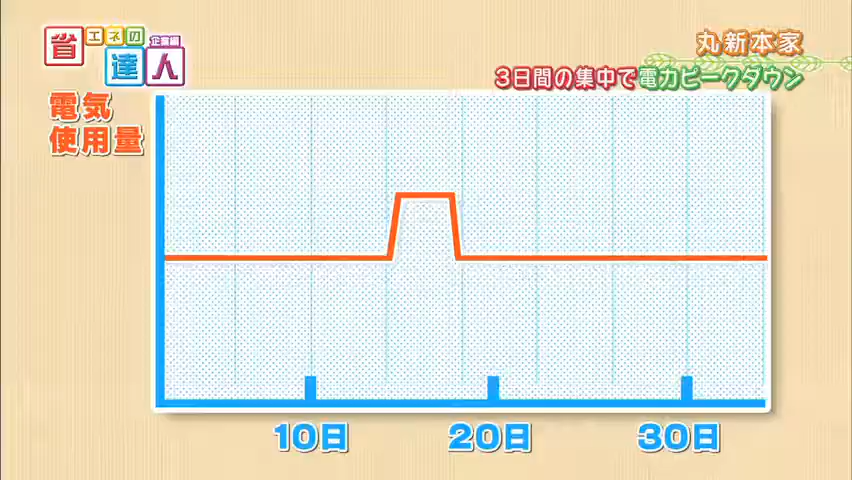 省エネの
企業編
達人
丸新本家
3日間の集中で電力ピークダウン
電気
使用量
10日
20日
30日